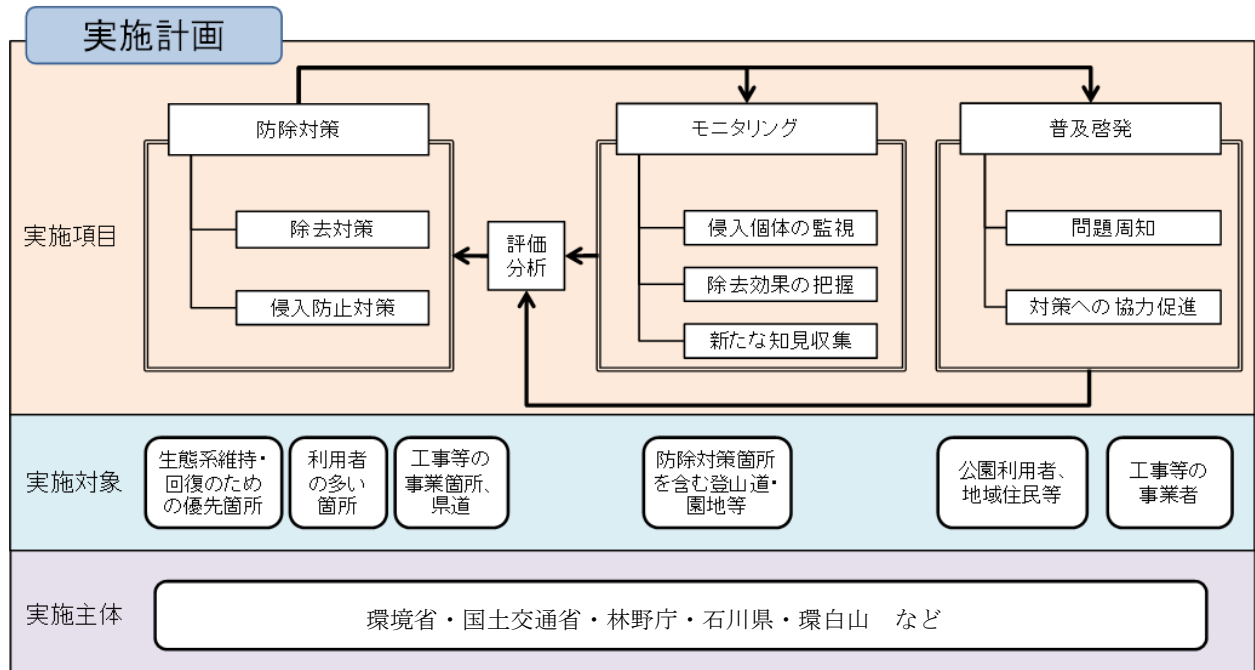 実施計画
実施項目
防除対策
除去対策
侵入防止対策
評価
分析
モニタリング
侵入個体の監視
除去効果の把握
新たな知見収集
普及啓発
問題周知
対策への協力促進
実施対象
生態系維持・
回復のため
の優先箇所
利用者
の多い
箇所
工事等の
事業箇所、
県道
防除対策箇所
を含む登山道・
園地等
公園利用者、
地域住民等
工事等の
事業者
実施主体
環境省・国土交通省・林野庁・石川県・環白山　など